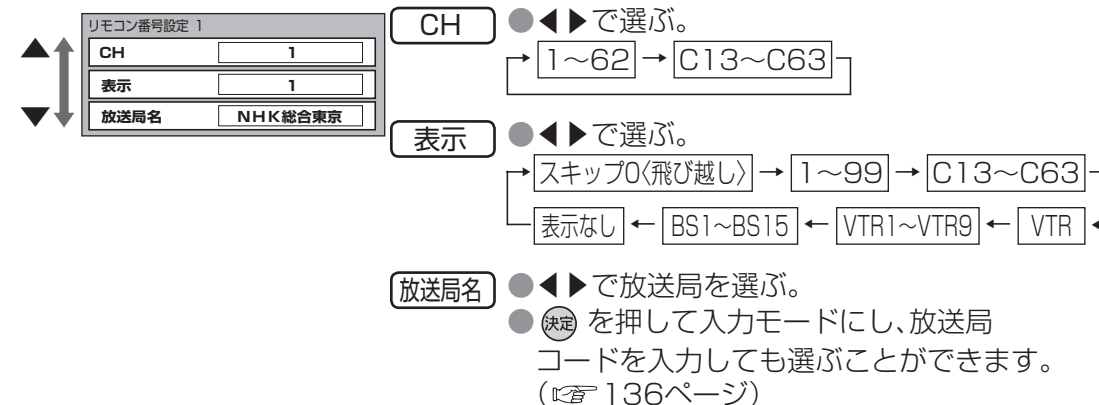 リモコン番号設定 1
CH 1
表示 1
放送局名 NHK総合東京
CH ●◀▶で選ぶ。
1～62→C13～C63
表示 ●◀▶で選ぶ。
スキップ0〈飛び越し〉→1～99→C13～C63
表示なし←BS1～BS15←VTR1～VTR9←VTR
放送局名 ●◀▶で放送局を選ぶ。
●決定 を押して入力モードにし、放送局
コードを入力しても選ぶことができます。
(☞136ページ)